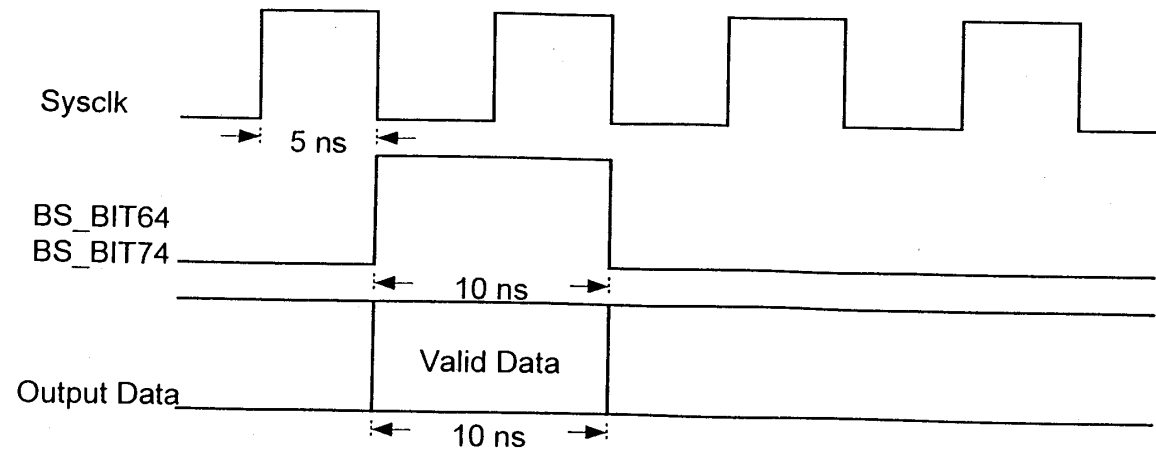 Sysclk
5 ns
BS_BIT64
BS_BIT74
10 ns
Valid Data
Output Data
10 ns